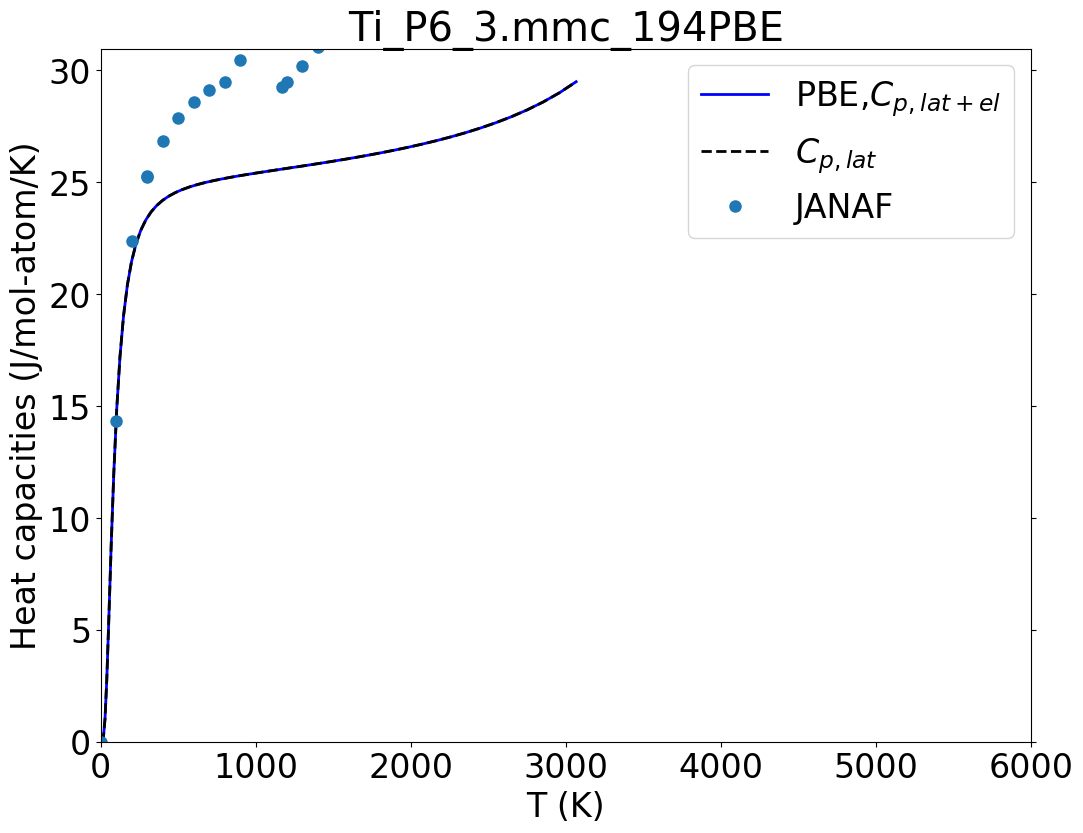 Ti_P6_3.mmc_194PBE
Heat capacities (J/mol-atom/K)
30
25
20
15
10
5
0
PBE,C_{p,lat+el}
C_{p,lat}
JANAF
0 1000 2000 3000 4000 5000 6000
T (K)